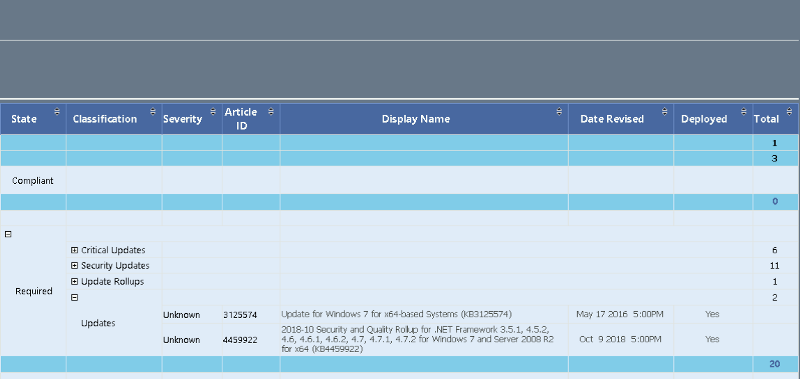 State Classification Severity Article ID Display Name Date Revised Deployed Total
1
3
Compliant
0
Critical Updates 6
Security Updates 11
Required
Update Rollups 1
2
Updates
Unknown 3125574 Update for Windows 7 for x64-based Systems (KB3125574) May 17 2016 5:00PM Yes
Unknown 4459922 2018-10 Security and Quality Rollup for .NET Framework 3.5.1, 4.5.2,
4.6, 4.6.1, 4.6.2, 4.7, 4.7.1, 4.7.2 for Windows 7 and Server 2008 R2
for x64 (KB4459922) Oct 9 2018 5:00PM Yes
20